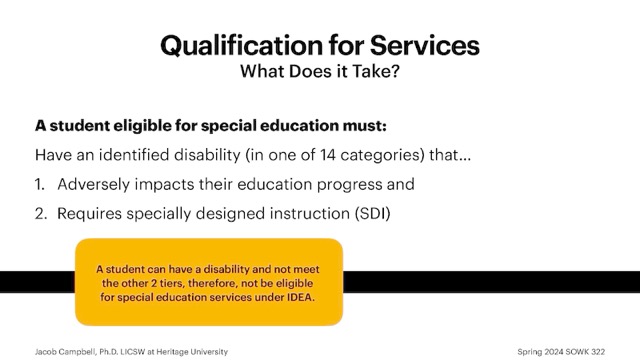 Qualification for Services
What Does it Take?
A student eligible for special education must:
Have an identified disability (in one of 14 categories) that...
1. Adversely impacts their education progress and
2. Requires specially designed instruction (SDI)
A student can have a disability and not meet
the other 2 tiers, therefore, not be eligible
for special education services under IDEA.
Jacob Campbell, Ph.D. LICSW at Heritage University
Spring 2024 SOWK 322